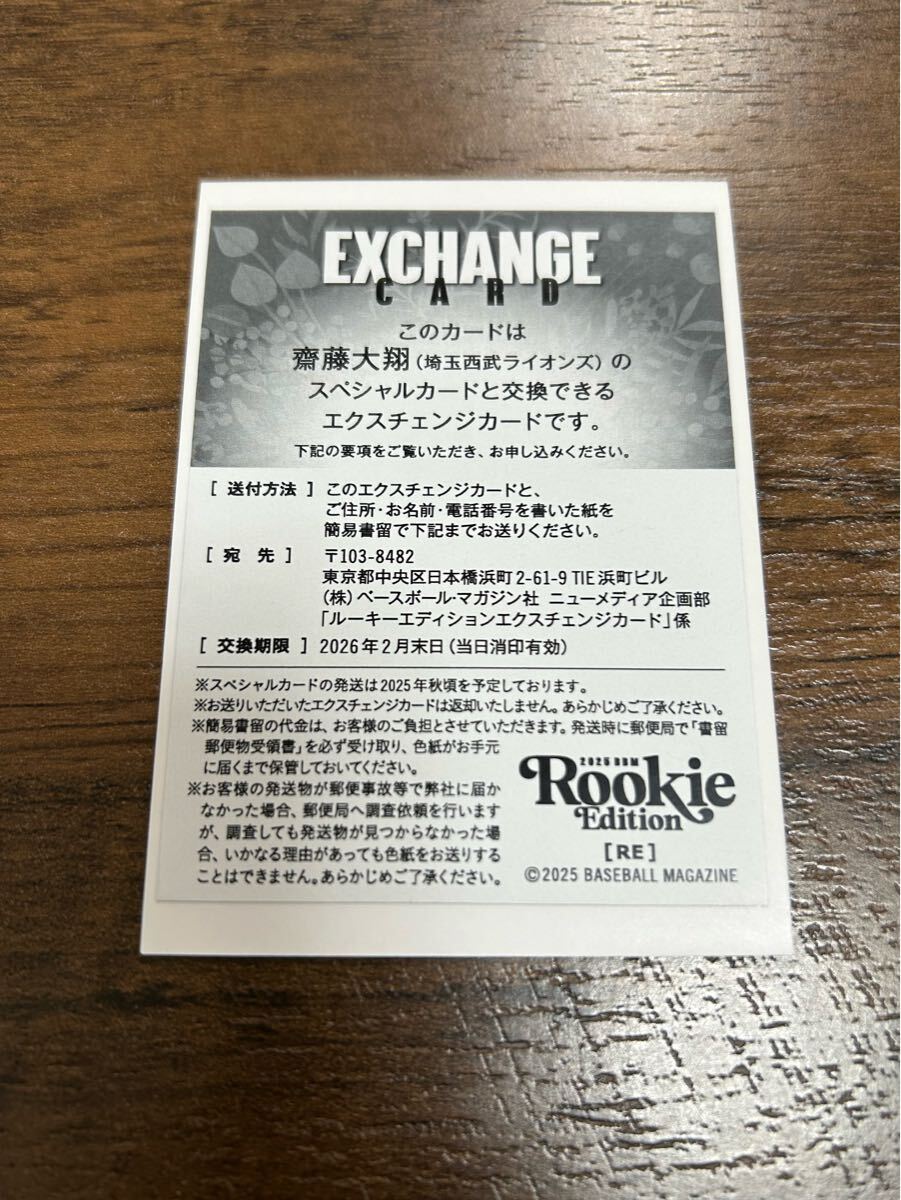 EXCHANGE
CARD
このカードは
齋藤大翔(埼玉西武ライオンズ)の
スペシャルカードと交換できる
エクスチェンジカードです。
下記の要項をご覧いただき、お申し込みください。
[ 送付方法 ] このエクスチェンジカードと、
ご住所・お名前・電話番号を書いた紙を
簡易書留で下記までお送りください。
[ 宛 先 ] 〒103-8482
東京都中央区日本橋浜町2-61-9 TIE浜町ビル
(株)ベースボール・マガジン社 ニューメディア企画部
「ルーキーエディションエクスチェンジカード」係
[ 交換期限 ] 2026年2月末日(当日消印有効)
※スペシャルカードの発送は2025年秋頃を予定しております。
※お送りいただいたエクスチェンジカードは返却いたしません。あらかじめご了承ください。
※簡易書留の代金は、お客様のご負担とさせていただきます。発送時に郵便局で「書留
郵便物受領書」を必ず受け取り、色紙がお手元
に届くまで保管しておいてください。
※お客様の発送物が郵便事故等で弊社に届か
なかった場合、郵便局へ調査依頼を行います
が、調査しても発送物が見つからなかった場
合、いかなる理由があっても色紙をお送りする
ことはできません。あらかじめご了承ください。
2025 BBM
Rookie
Edition
[RE]
©2025 BASEBALL MAGAZINE